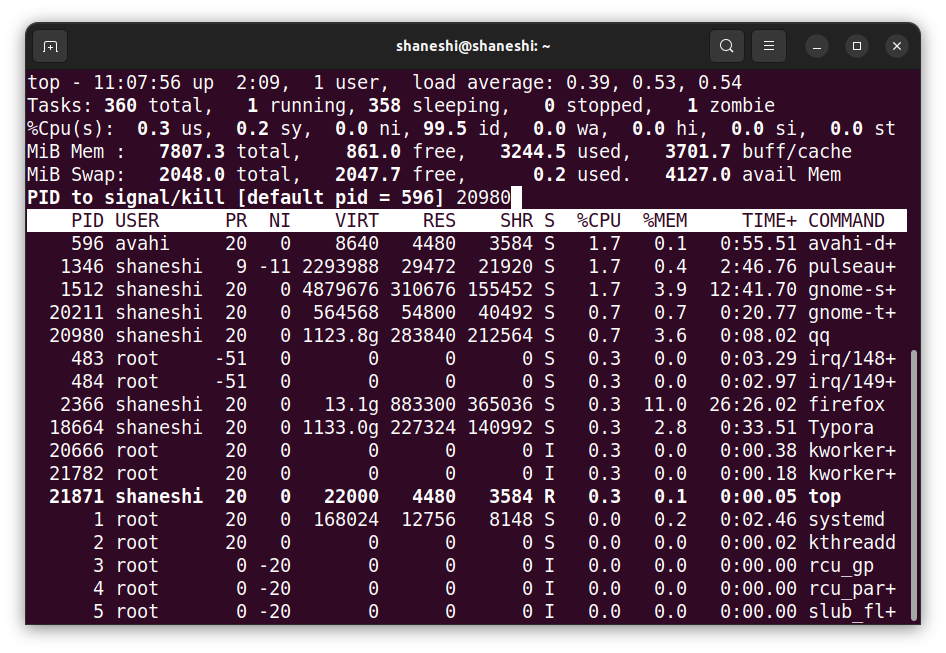 shaneshi@shaneshi: ~
top - 11:07:56 up  2:09,  1 user,  load average: 0.39, 0.53, 0.54
Tasks: 360 total,   1 running, 358 sleeping,   0 stopped,   1 zombie
%Cpu(s):  0.3 us,  0.2 sy,  0.0 ni, 99.5 id,  0.0 wa,  0.0 hi,  0.0 si,  0.0 st
MiB Mem :   7807.3 total,    861.0 free,   3244.5 used,   3701.7 buff/cache
MiB Swap:   2048.0 total,   2047.7 free,      0.2 used.   4127.0 avail Mem
PID to signal/kill [default pid = 596] 20980
    PID USER      PR  NI    VIRT    RES    SHR S  %CPU  %MEM     TIME+ COMMAND
    596 avahi     20   0    8640   4480   3584 S   1.7   0.1   0:55.51 avahi-d+
   1346 shaneshi   9 -11 2293988  29472  21920 S   1.7   0.4   2:46.76 pulseau+
   1512 shaneshi  20   0 4879676 310676 155452 S   1.7   3.9  12:41.70 gnome-s+
  20211 shaneshi  20   0  564568  54800  40492 S   0.7   0.7   0:20.77 gnome-t+
  20980 shaneshi  20   0 1123.8g 283840 212564 S   0.7   3.6   0:08.02 qq
    483 root     -51   0       0      0      0 S   0.3   0.0   0:03.29 irq/148+
    484 root     -51   0       0      0      0 S   0.3   0.0   0:02.97 irq/149+
   2366 shaneshi  20   0   13.1g 883300 365036 S   0.3  11.0  26:26.02 firefox
  18664 shaneshi  20   0 1133.0g 227324 140992 S   0.3   2.8   0:33.51 Typora
  20666 root      20   0       0      0      0 I   0.3   0.0   0:00.38 kworker+
  21782 root      20   0       0      0      0 I   0.3   0.0   0:00.18 kworker+
  21871 shaneshi  20   0   22000   4480   3584 R   0.3   0.1   0:00.05 top
      1 root      20   0  168024  12756   8148 S   0.0   0.2   0:02.46 systemd
      2 root      20   0       0      0      0 S   0.0   0.0   0:00.02 kthreadd
      3 root       0 -20       0      0      0 I   0.0   0.0   0:00.00 rcu_gp
      4 root       0 -20       0      0      0 I   0.0   0.0   0:00.00 rcu_par+
      5 root       0 -20       0      0      0 I   0.0   0.0   0:00.00 slub_fl+